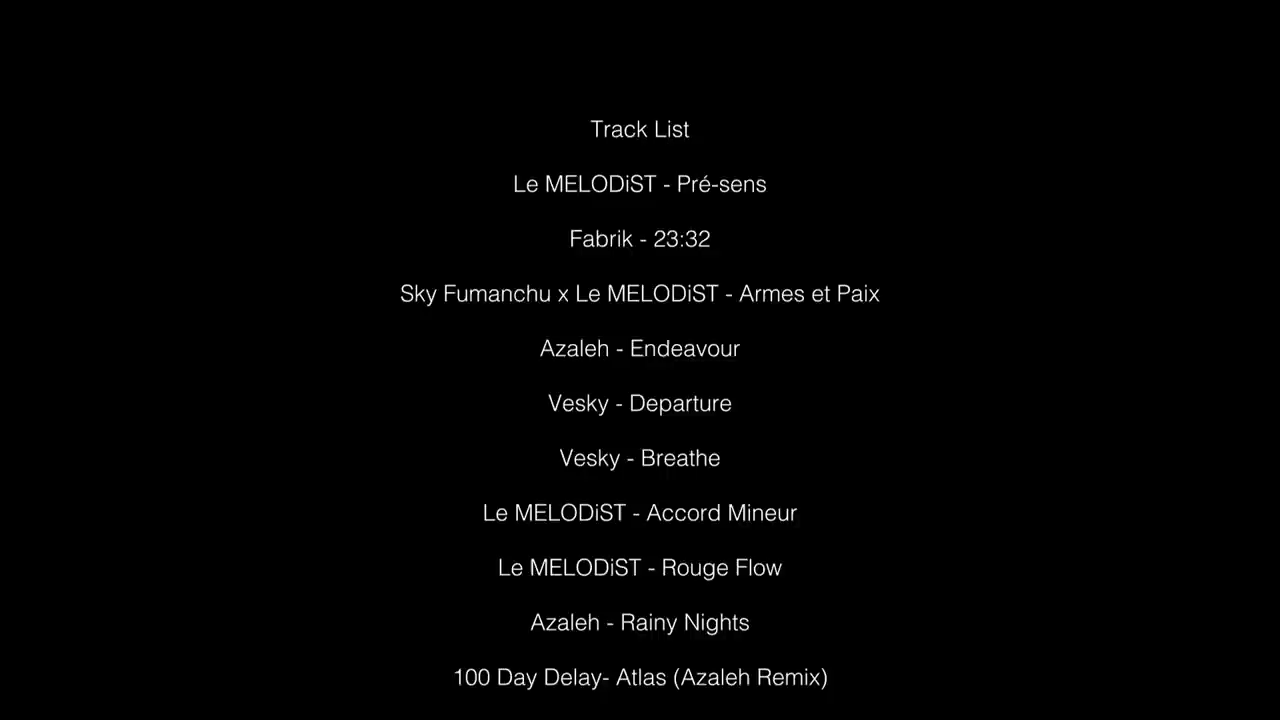 Track List
Le MELODiST - Pré-sens
Fabrik - 23:32
Sky Fumanchu x Le MELODiST - Armes et Paix
Azaleh - Endeavour
Vesky - Departure
Vesky - Breathe
Le MELODiST - Accord Mineur
Le MELODiST - Rouge Flow
Azaleh - Rainy Nights
100 Day Delay- Atlas (Azaleh Remix)